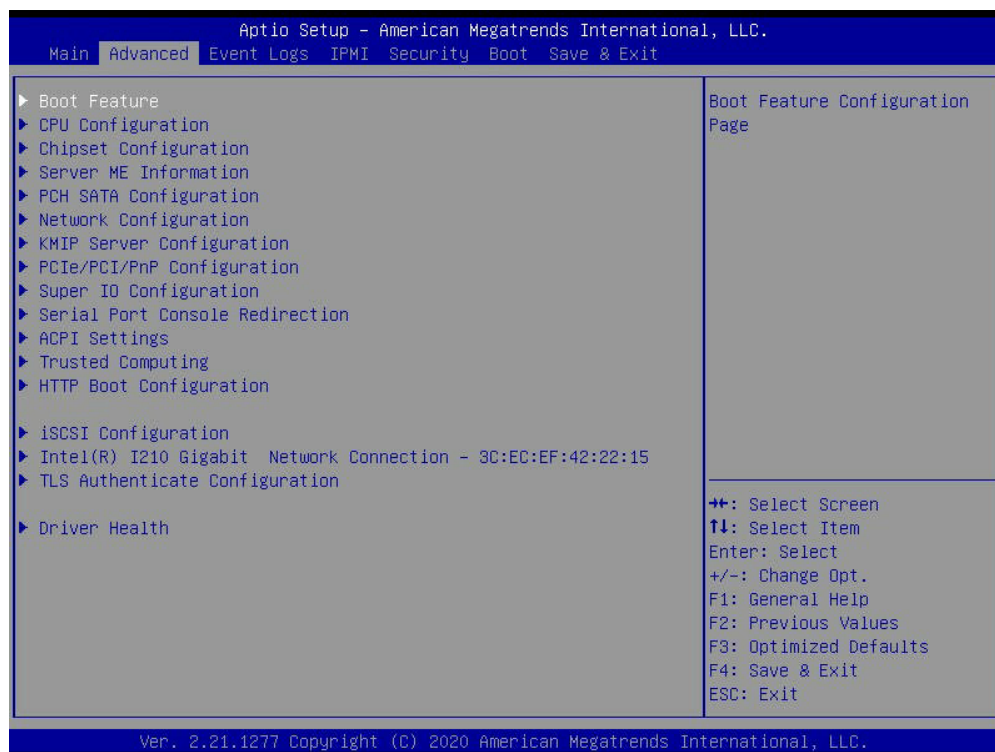 Aptio Setup – American Megatrends International, LLC.
Main Advanced Event Logs IPMI Security Boot Save & Exit
▶ Boot Feature
▶ CPU Configuration
▶ Chipset Configuration
▶ Server ME Information
▶ PCH SATA Configuration
▶ Network Configuration
▶ KMIP Server Configuration
▶ PCIe/PCI/PnP Configuration
▶ Super IO Configuration
▶ Serial Port Console Redirection
▶ ACPI Settings
▶ Trusted Computing
▶ HTTP Boot Configuration
▶ iSCSI Configuration
▶ Intel(R) I210 Gigabit  Network Connection – 3C:EC:EF:42:22:15
▶ TLS Authenticate Configuration
▶ Driver Health
Boot Feature Configuration
Page
→←: Select Screen
↑↓: Select Item
Enter: Select
+/-: Change Opt.
F1: General Help
F2: Previous Values
F3: Optimized Defaults
F4: Save & Exit
ESC: Exit
Ver. 2.21.1277 Copyright (C) 2020 American Megatrends International, LLC.